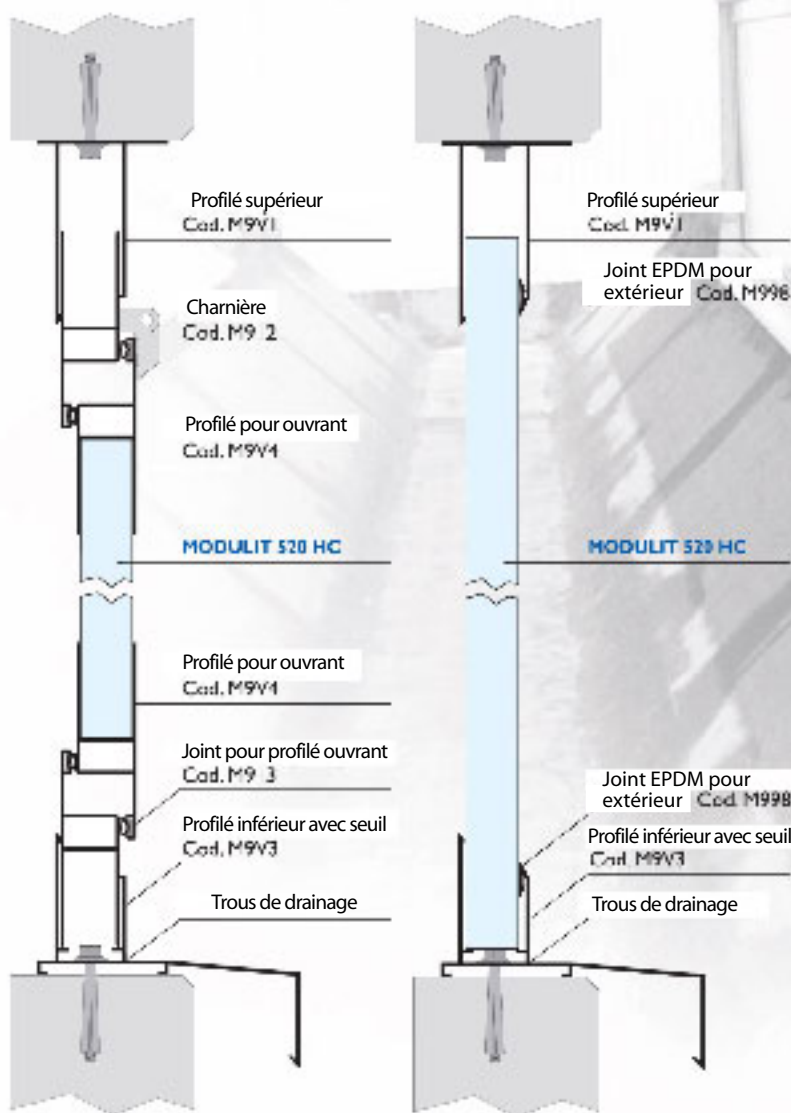 Profilé supérieur
Cod. M9V1
Charnière
Cod. M9 2
Profilé pour ouvrant
Cod. M9V4
MODULIT 520 HC
Profilé pour ouvrant
Cod. M9V4
Joint pour profilé ouvrant
Cod. M9 3
Profilé inférieur avec seuil
Cod. M9V3
Trous de drainage
Profilé supérieur
Cod. M9V1
Joint EPDM pour
extérieur Cod. M998
MODULIT 520 HC
Joint EPDM pour
extérieur Cod. M998
Profilé inférieur avec seuil
Cod. M9V3
Trous de drainage